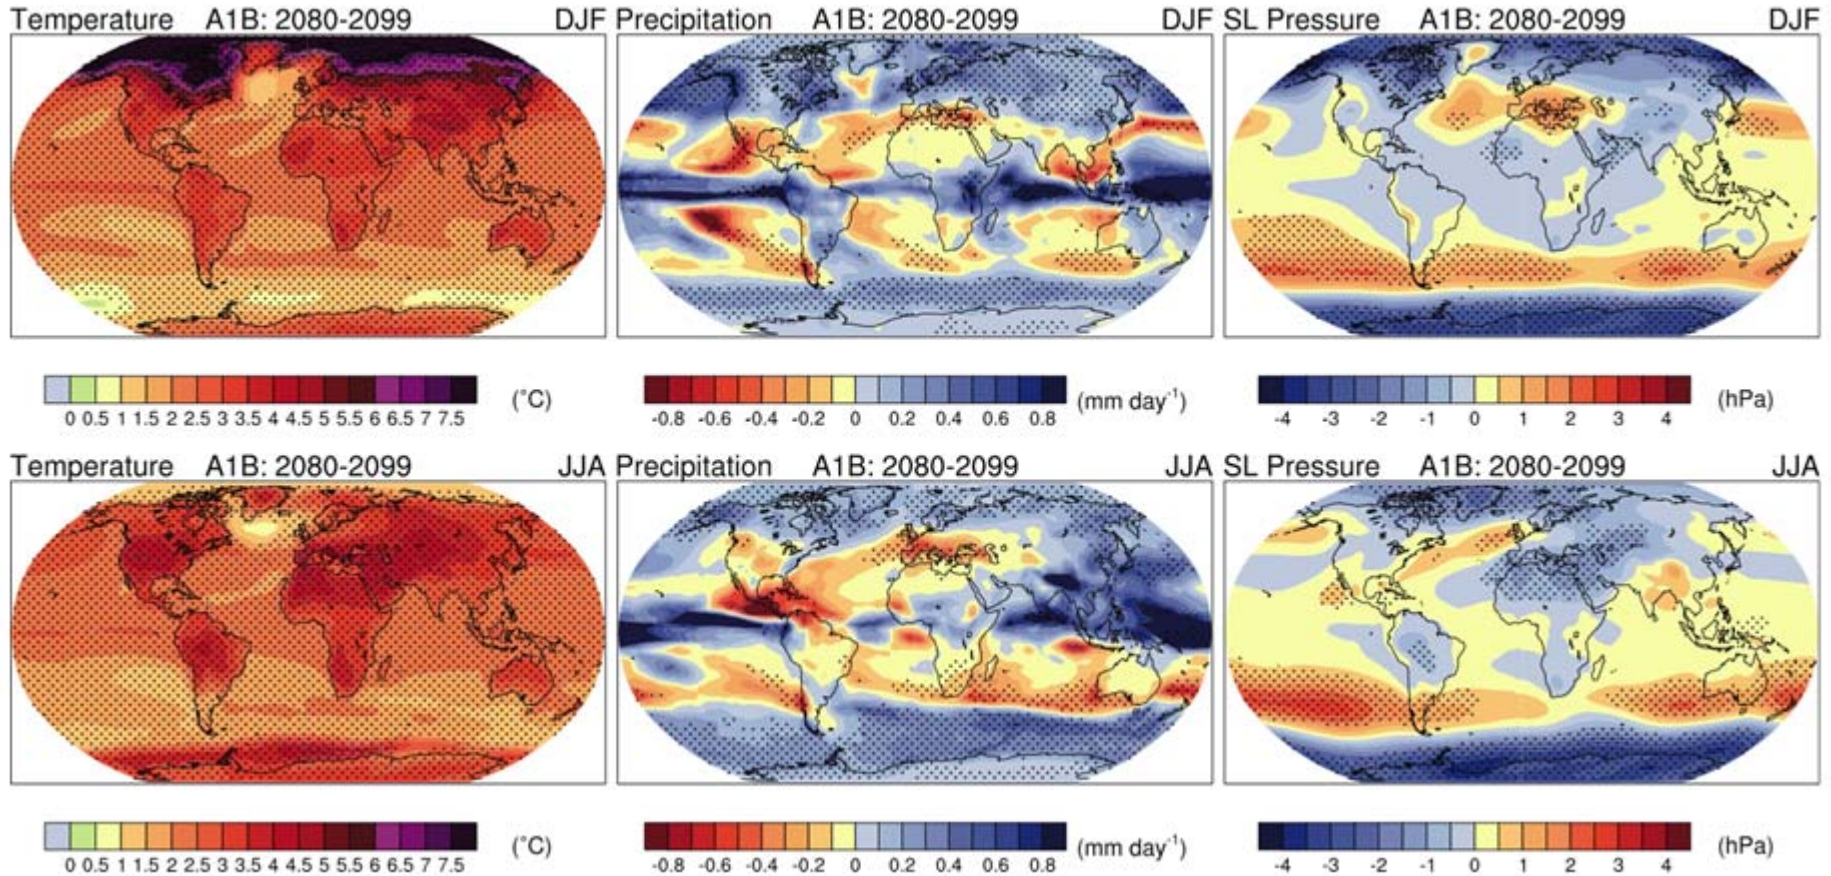 Temperature A1B: 2080-2099 DJF
Precipitation A1B: 2080-2099 DJF
SL Pressure A1B: 2080-2099 DJF
0 0.5 1 1.5 2 2.5 3 3.5 4 4.5 5 5.5 6 6.5 7 7.5 (°C)
-0.8 -0.6 -0.4 -0.2 0 0.2 0.4 0.6 0.8 (mm day-1)
-4 -3 -2 -1 0 1 2 3 4 (hPa)
Temperature A1B: 2080-2099 JJA
Precipitation A1B: 2080-2099 JJA
SL Pressure A1B: 2080-2099 JJA
0 0.5 1 1.5 2 2.5 3 3.5 4 4.5 5 5.5 6 6.5 7 7.5 (°C)
-0.8 -0.6 -0.4 -0.2 0 0.2 0.4 0.6 0.8 (mm day-1)
-4 -3 -2 -1 0 1 2 3 4 (hPa)